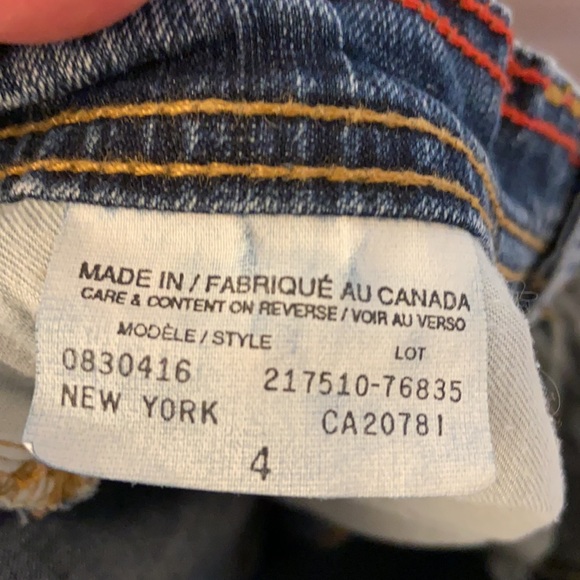 MADE IN / FABRIQUÉ AU CANADA
CARE & CONTENT ON REVERSE / VOIR AU VERSO
MODÈLE / STYLE LOT
0830416 217510-76835
NEW YORK CA20781
4